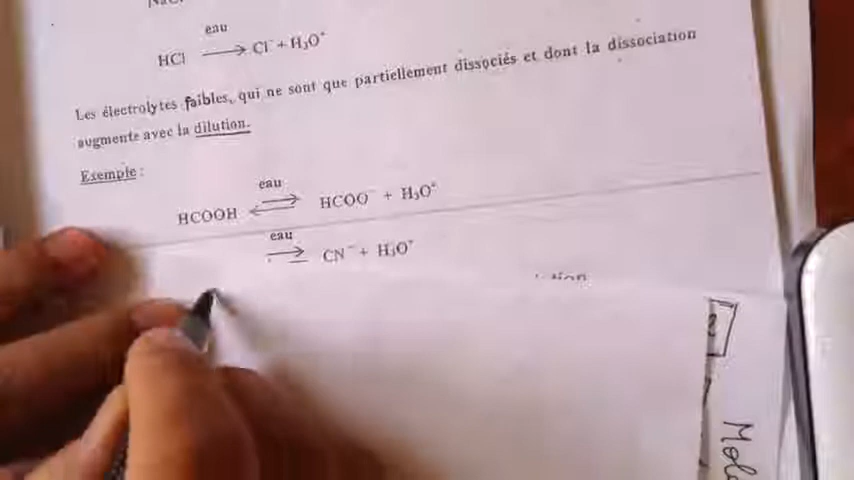 eau
HCl ⟶ Cl⁻ + H₃O⁺
Les électrolytes faibles, qui ne sont que partiellement dissociés et dont la dissociation
augmente avec la dilution.
Exemple :
eau
HCOOH ⇌ HCOO⁻ + H₃O⁺
eau
⇌ CN⁻ + H₃O⁺
2